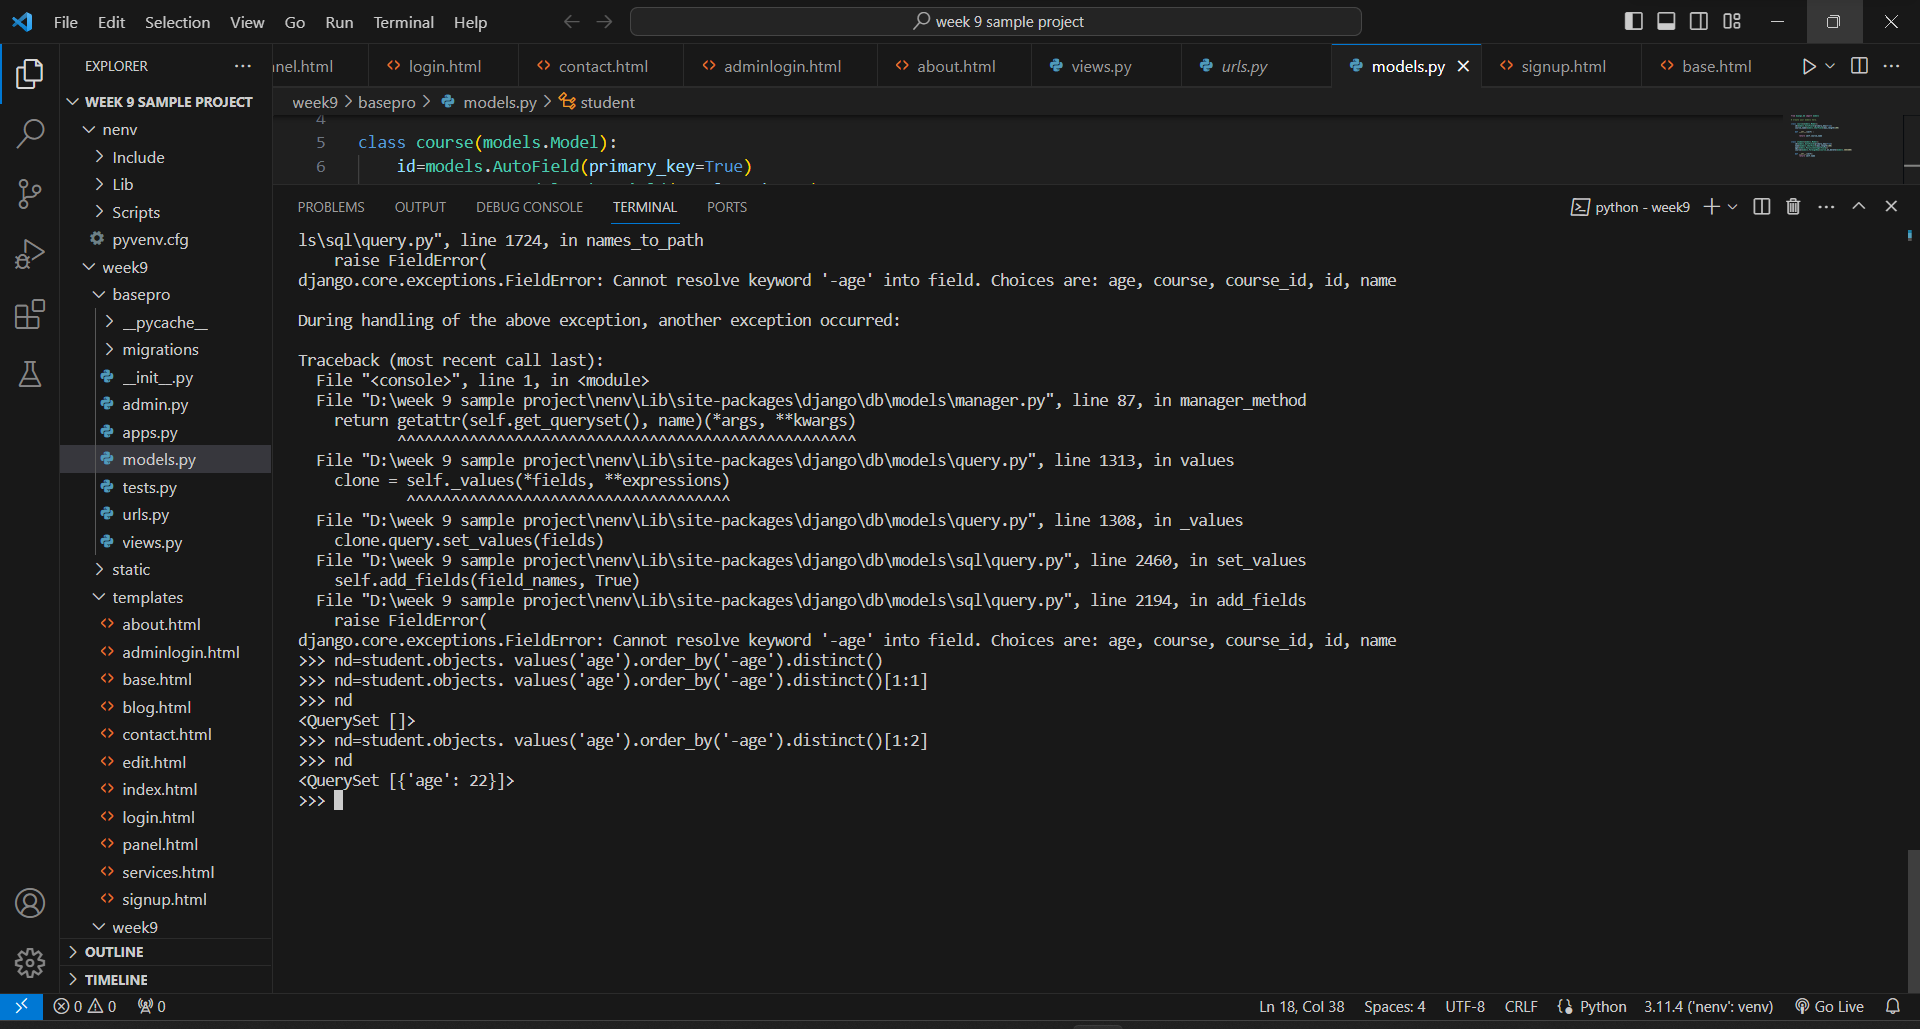 File Edit Selection View Go Run Terminal Help
week 9 sample project
EXPLORER
WEEK 9 SAMPLE PROJECT
nenv
Include
Lib
Scripts
pyvenv.cfg
week9
basepro
__pycache__
migrations
__init__.py
admin.py
apps.py
models.py
tests.py
urls.py
views.py
static
templates
about.html
adminlogin.html
base.html
blog.html
contact.html
edit.html
index.html
login.html
panel.html
services.html
signup.html
week9
OUTLINE
TIMELINE
nel.html login.html contact.html adminlogin.html about.html views.py urls.py models.py signup.html base.html
week9 > basepro > models.py > student
4
5 class course(models.Model):
6 id=models.AutoField(primary_key=True)
PROBLEMS OUTPUT DEBUG CONSOLE TERMINAL PORTS
python - week9
ls\sql\query.py", line 1724, in names_to_path
raise FieldError(
django.core.exceptions.FieldError: Cannot resolve keyword '-age' into field. Choices are: age, course, course_id, id, name
During handling of the above exception, another exception occurred:
Traceback (most recent call last):
File "<console>", line 1, in <module>
File "D:\week 9 sample project\nenv\Lib\site-packages\django\db\models\manager.py", line 87, in manager_method
return getattr(self.get_queryset(), name)(*args, **kwargs)
^^^^^^^^^^^^^^^^^^^^^^^^^^^^^^^^^^^^^^^^^^^^^^^^^^^
File "D:\week 9 sample project\nenv\Lib\site-packages\django\db\models\query.py", line 1313, in values
clone = self._values(*fields, **expressions)
^^^^^^^^^^^^^^^^^^^^^^^^^^^^^^^^^^^^
File "D:\week 9 sample project\nenv\Lib\site-packages\django\db\models\query.py", line 1308, in _values
clone.query.set_values(fields)
File "D:\week 9 sample project\nenv\Lib\site-packages\django\db\models\sql\query.py", line 2460, in set_values
self.add_fields(field_names, True)
File "D:\week 9 sample project\nenv\Lib\site-packages\django\db\models\sql\query.py", line 2194, in add_fields
raise FieldError(
django.core.exceptions.FieldError: Cannot resolve keyword '-age' into field. Choices are: age, course, course_id, id, name
>>> nd=student.objects. values('age').order_by('-age').distinct()
>>> nd=student.objects. values('age').order_by('-age').distinct()[1:1]
>>> nd
<QuerySet []>
>>> nd=student.objects. values('age').order_by('-age').distinct()[1:2]
>>> nd
<QuerySet [{'age': 22}]>
>>>
0 0 0 Ln 18, Col 38 Spaces: 4 UTF-8 CRLF Python 3.11.4 ('nenv': venv) Go Live